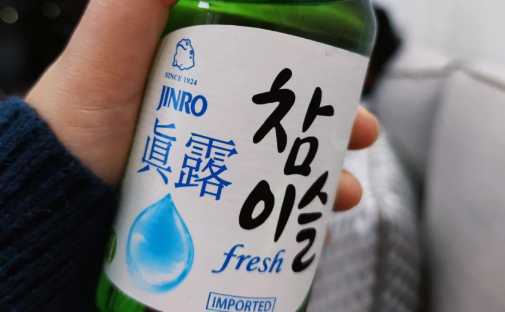 SINCE 1924
JINRO
眞露
참
이슬
fresh
IMPORTED